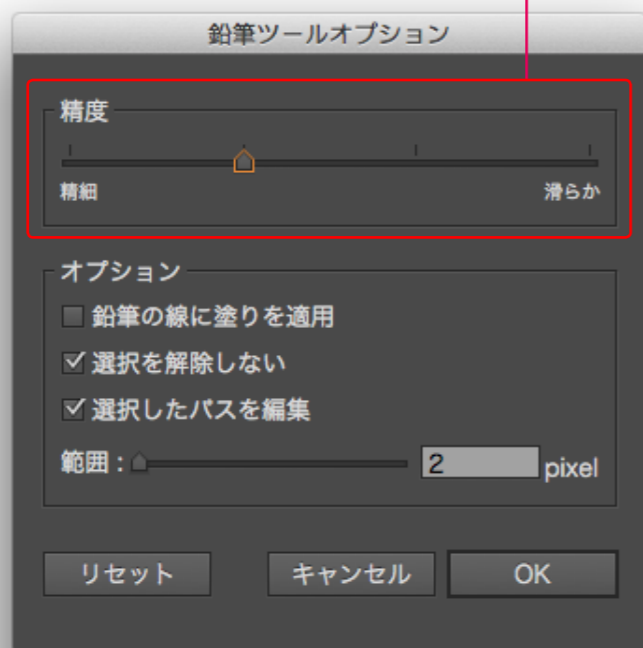 鉛筆ツールオプション
精度
精細 滑らか
オプション
鉛筆の線に塗りを適用
選択を解除しない
選択したパスを編集
範囲 : 2 pixel
リセット キャンセル OK